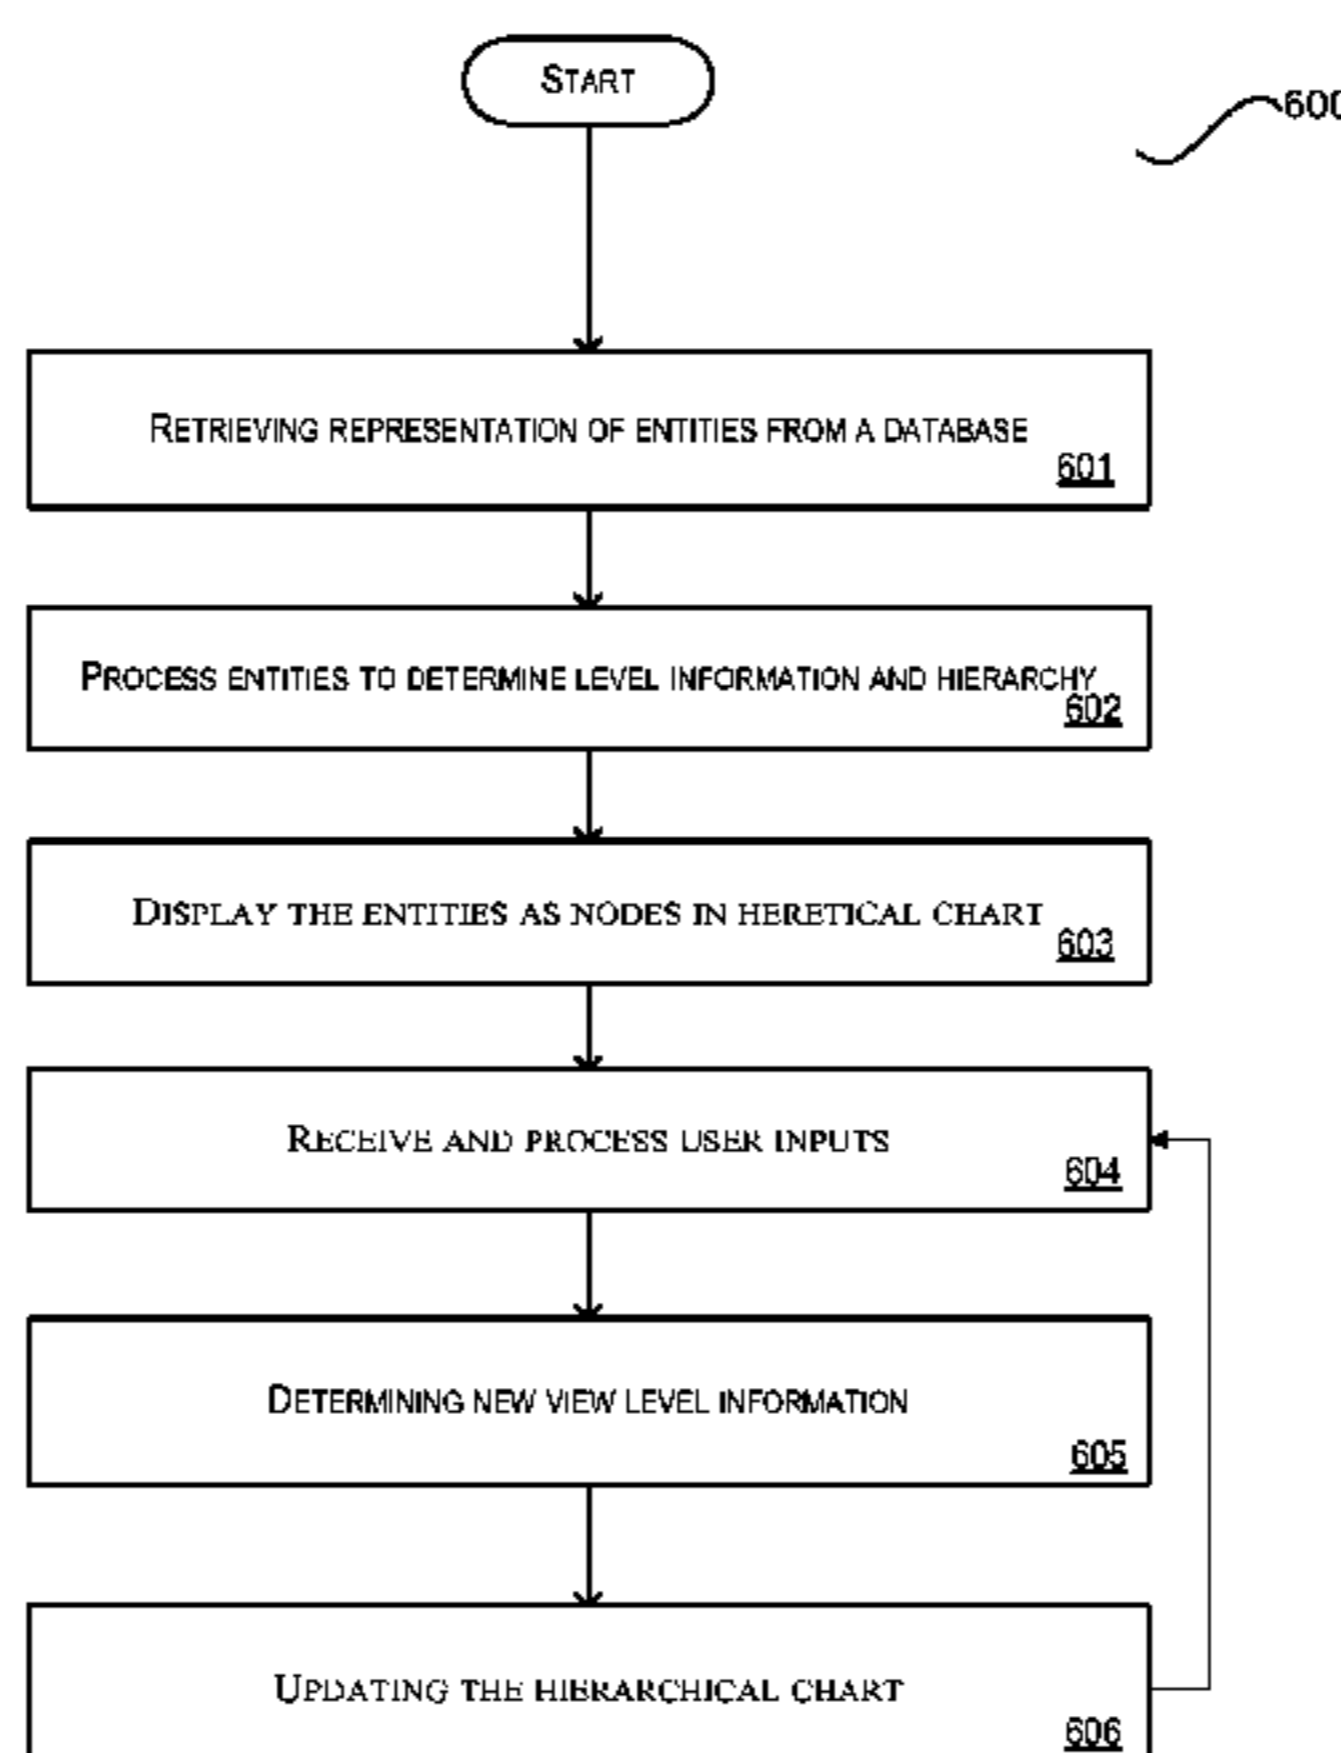 START
600
RETRIEVING REPRESENTATION OF ENTITIES FROM A DATABASE
601
PROCESS ENTITIES TO DETERMINE LEVEL INFORMATION AND HIERARCHY
602
DISPLAY THE ENTITIES AS NODES IN HERETICAL CHART
603
RECEIVE AND PROCESS USER INPUTS
604
DETERMINING NEW VIEW LEVEL INFORMATION
605
UPDATING THE HIERARCHICAL CHART
606